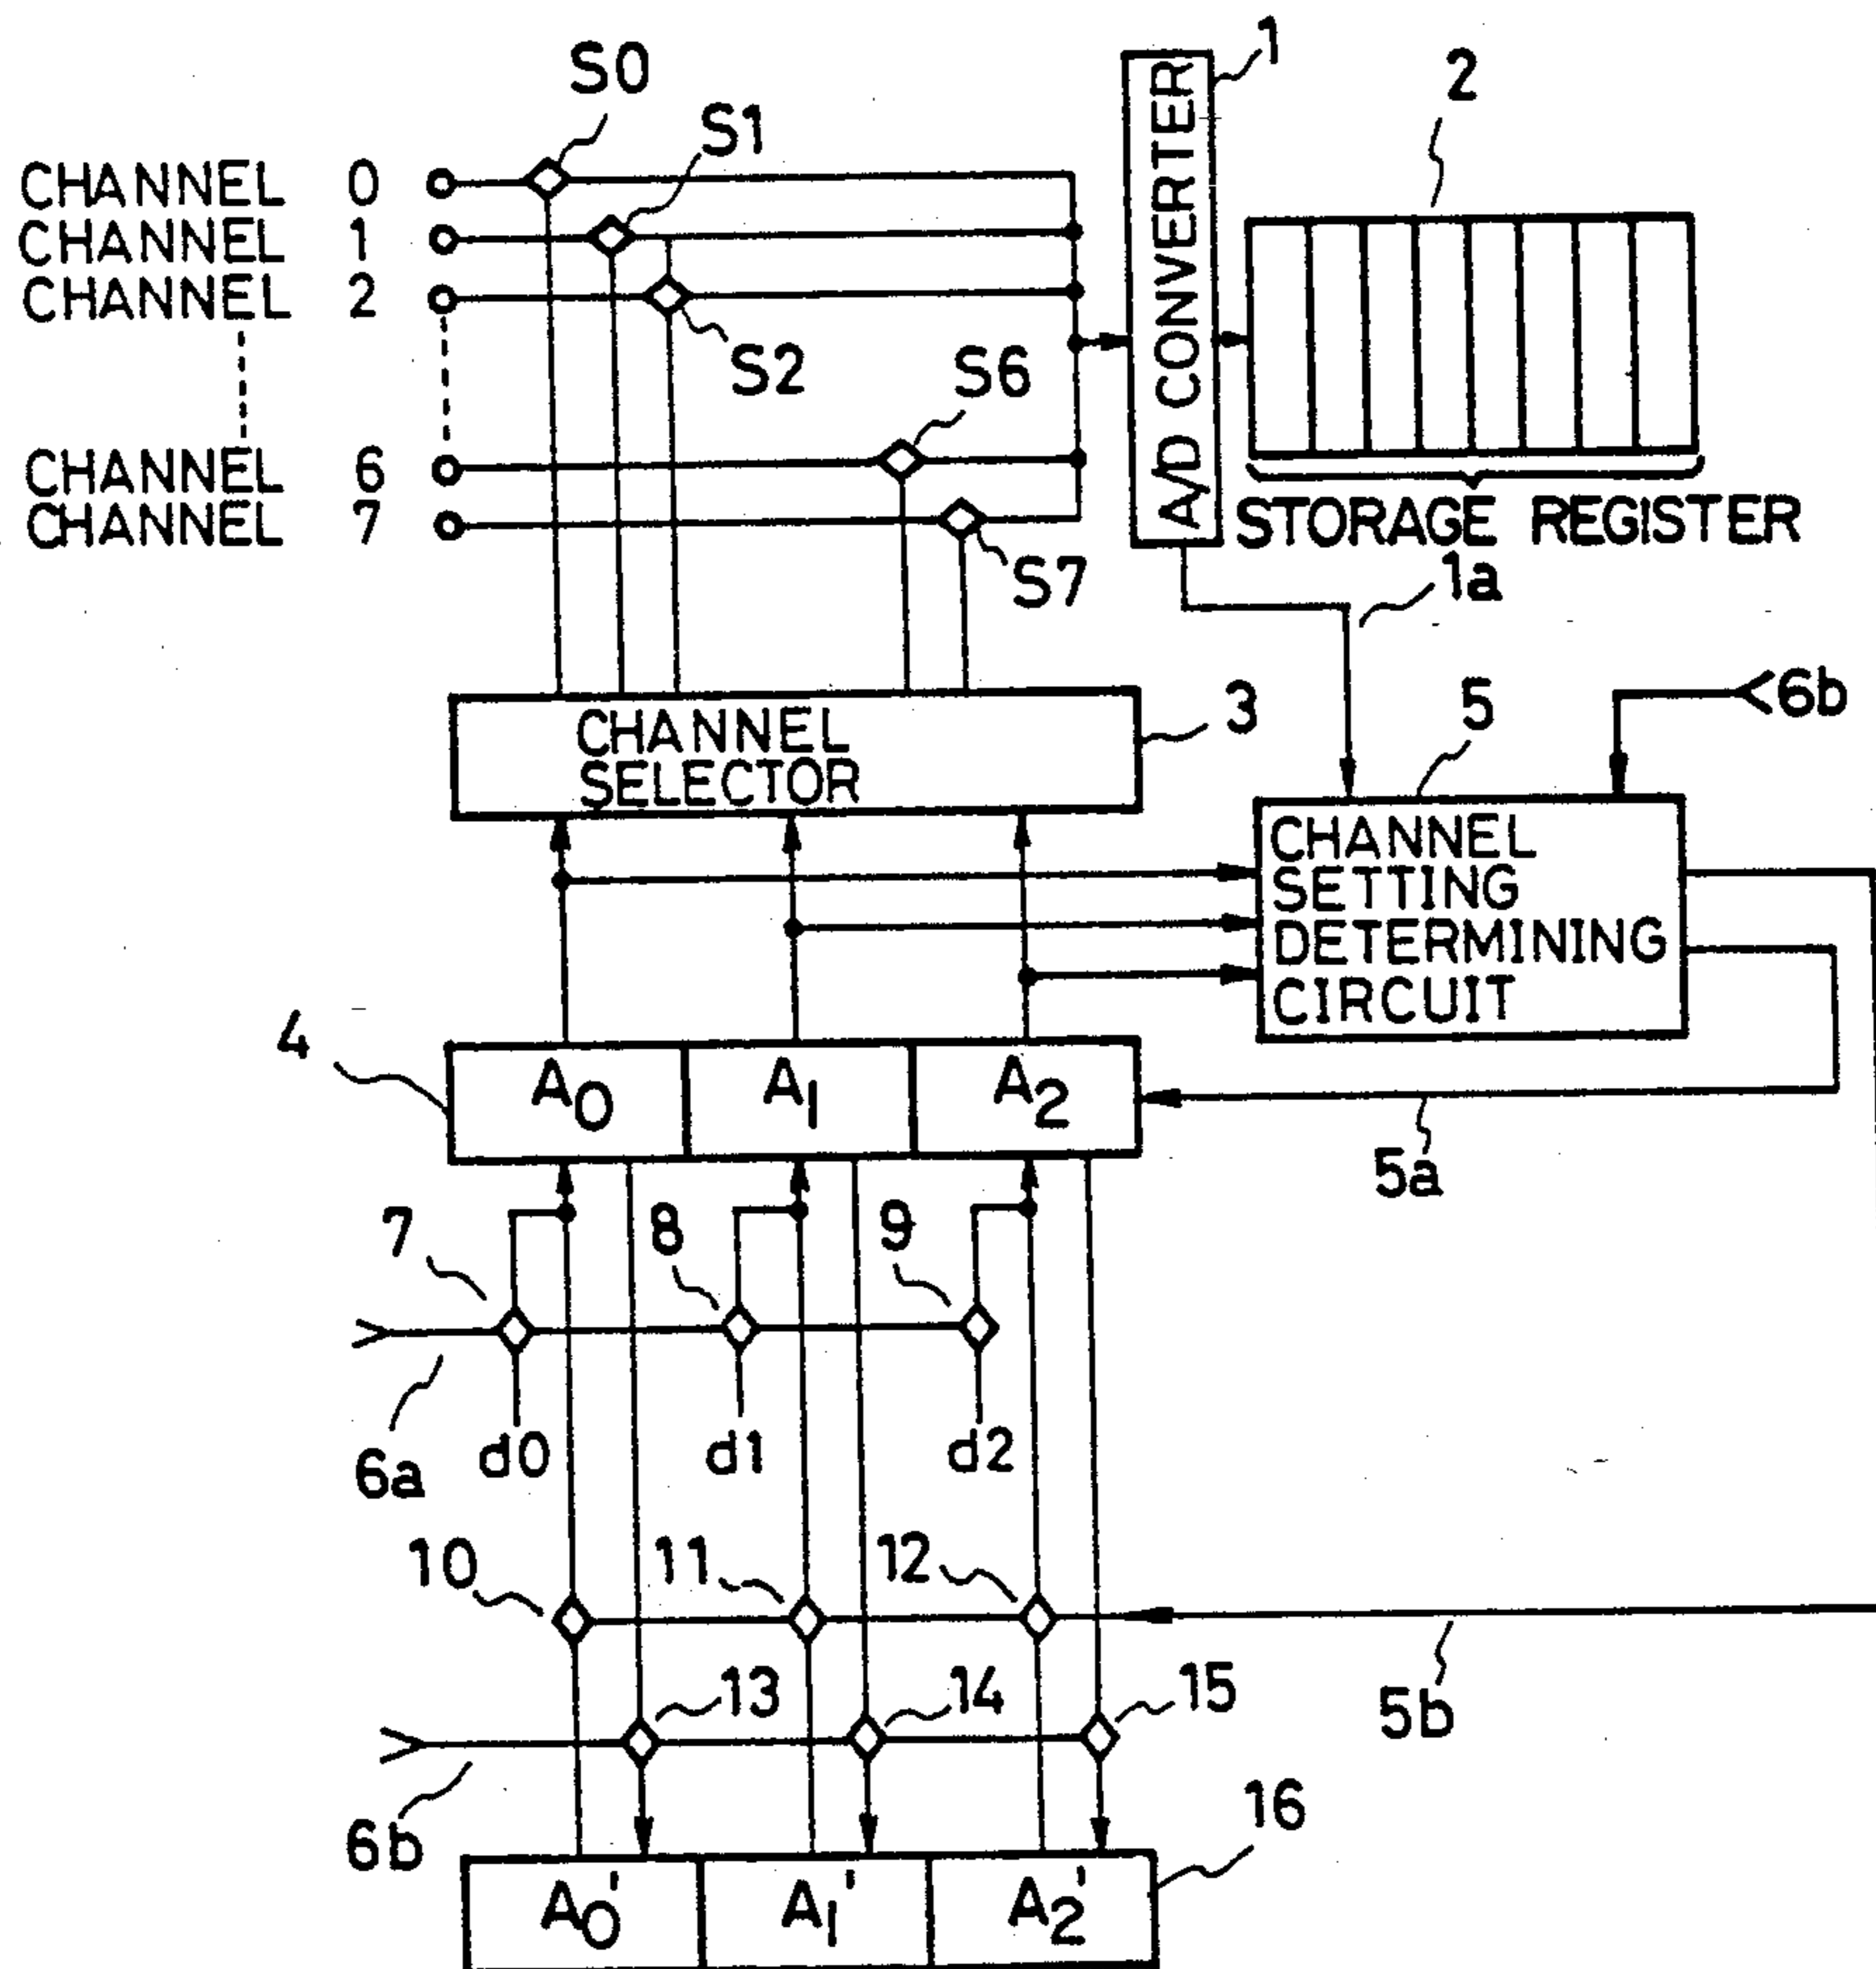 S0
S1
1
2
CHANNEL 0
CHANNEL 1
CHANNEL 2
S2
S6
CHANNEL 6
CHANNEL 7
S7
A/D CONVERTER
STORAGE REGISTER
1a
CHANNEL
SELECTOR
3
5
6b
CHANNEL
SETTING
DETERMINING
CIRCUIT
4
A0
A1
A2
5a
7
8
9
6a
d0
d1
d2
10
11
12
13
14
15
5b
6b
16
A0'
A1'
A2'